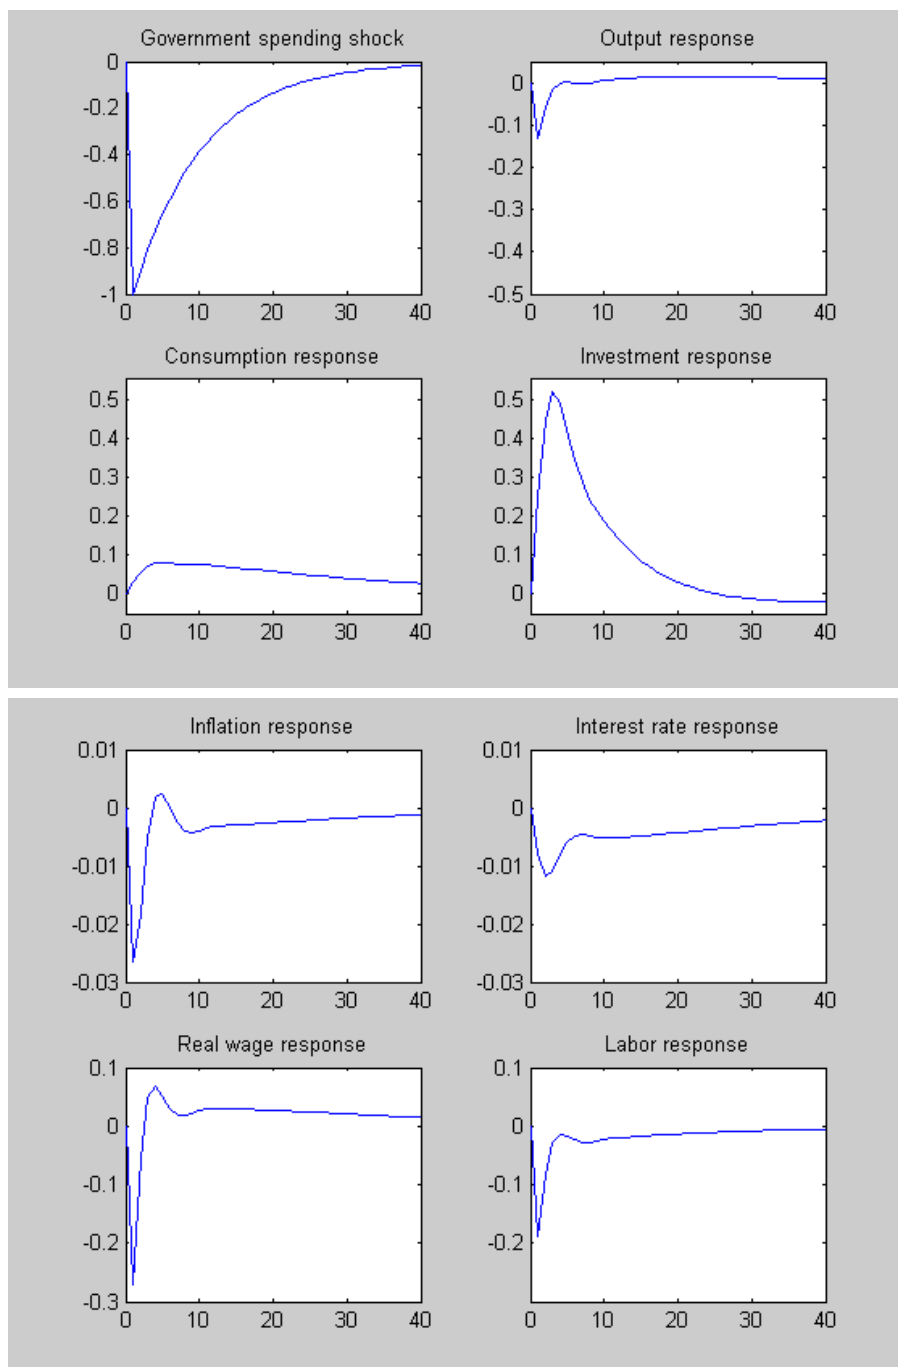 Government spending shock
0
-0.2
-0.4
-0.6
-0.8
-1
0 10 20 30 40
Output response
0
-0.1
-0.2
-0.3
-0.4
-0.5
0 10 20 30 40
Consumption response
0.5
0.4
0.3
0.2
0.1
0
0 10 20 30 40
Investment response
0.5
0.4
0.3
0.2
0.1
0
0 10 20 30 40
Inflation response
0.01
0
-0.01
-0.02
-0.03
0 10 20 30 40
Interest rate response
0.01
0
-0.01
-0.02
-0.03
0 10 20 30 40
Real wage response
0.1
0
-0.1
-0.2
-0.3
0 10 20 30 40
Labor response
0.1
0
-0.1
-0.2
0 10 20 30 40